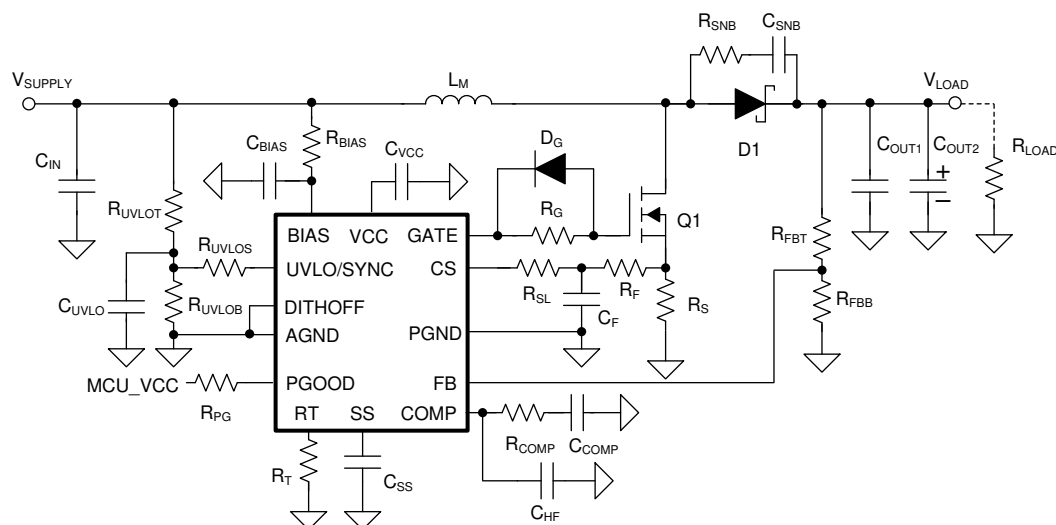 RSNB
CSNB
VSUPPLY
LM
VLOAD
D1
CIN
CBIAS
RBIAS
CVCC
DG
COUT1
COUT2
RLOAD
+
–
RUVLOT
RG
Q1
BIAS
VCC
GATE
RUVLOS
UVLO/SYNC
CS
RFBT
RSL
RF
CUVLO
RUVLOB
DITHOFF
CF
RS
RFBB
AGND
PGND
MCU_VCC
PGOOD
FB
RPG
RT
SS
COMP
RCOMP
CCOMP
RT
CSS
CHF